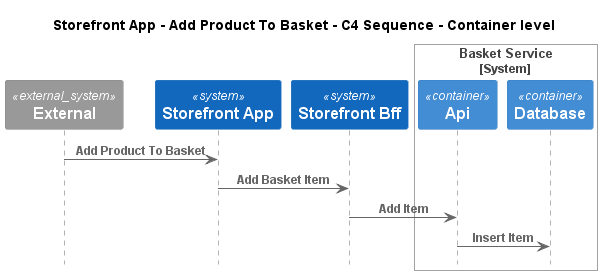 Storefront App - Add Product To Basket - C4 Sequence - Container level
Basket Service
[System]
«external_system»
External
«system»
Storefront App
«system»
Storefront Bff
«container»
Api
«container»
Database
Add Product To Basket
Add Basket Item
Add Item
Insert Item